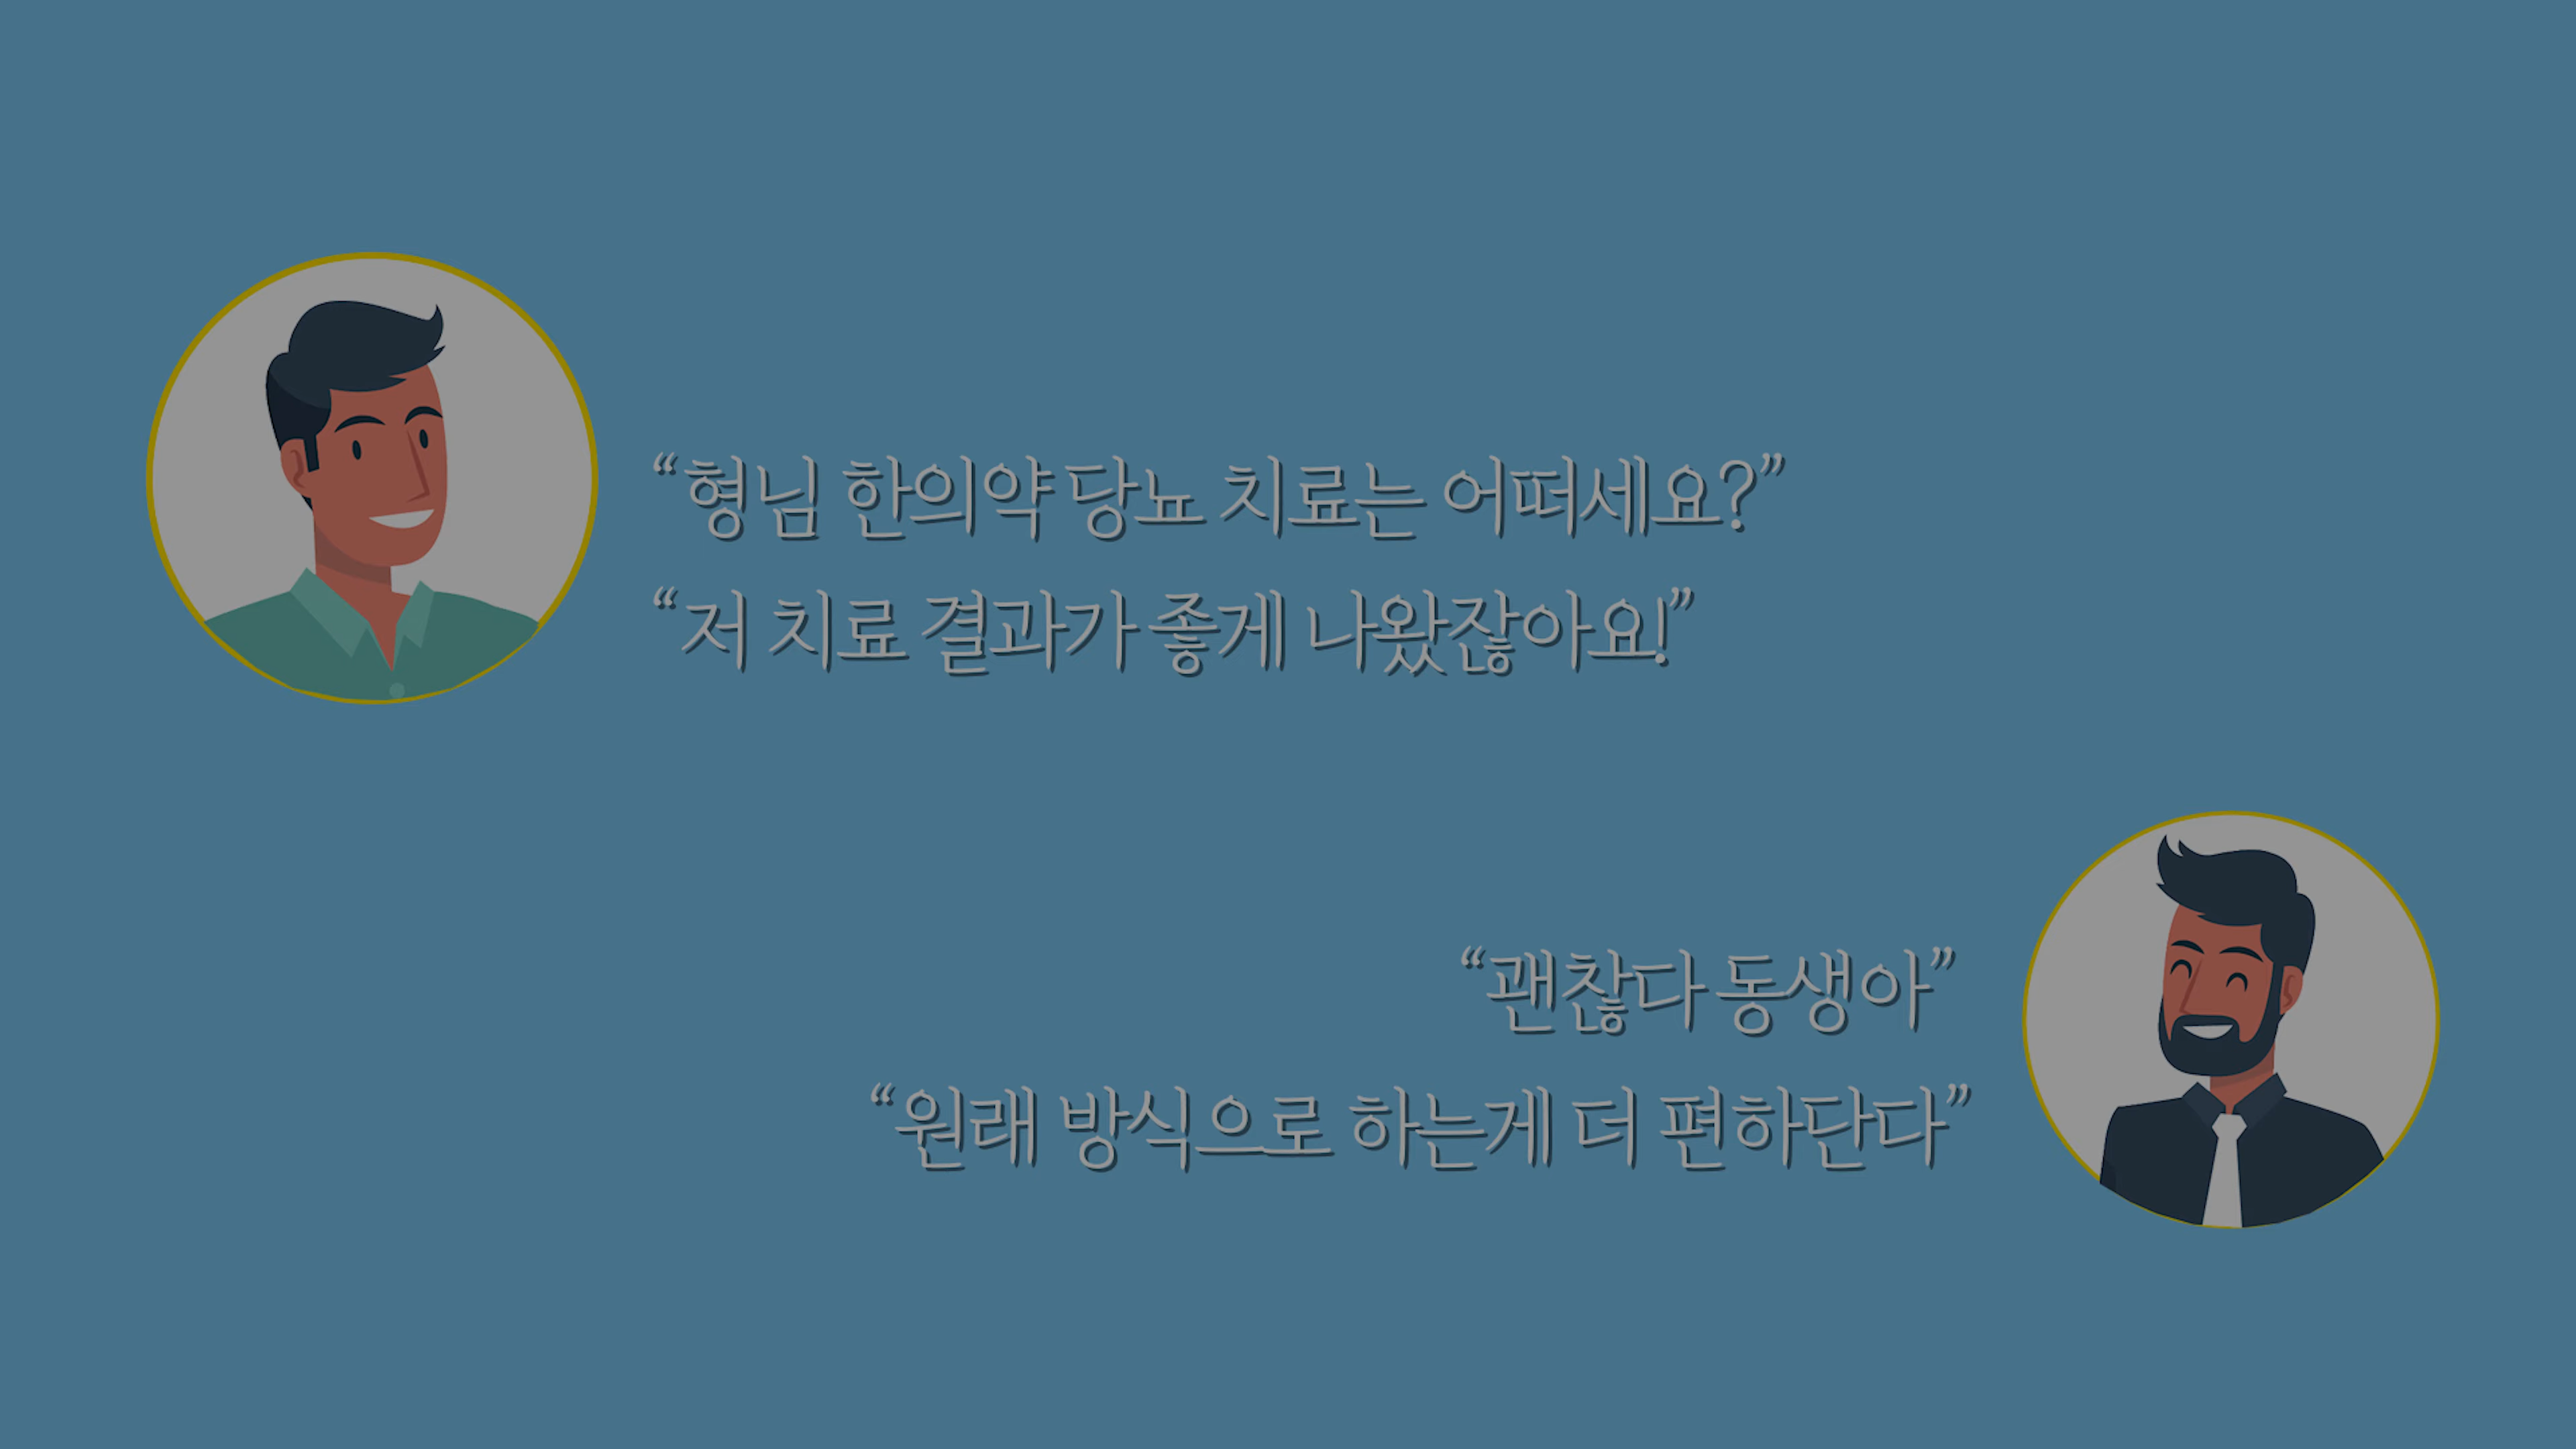 “형님 한의약 당뇨 치료는 어떠세요?”
“저 치료 결과가 좋게 나왔잖아요!”
“괜찮다 동생아”
“원래 방식으로 하는게 더 편하단다”